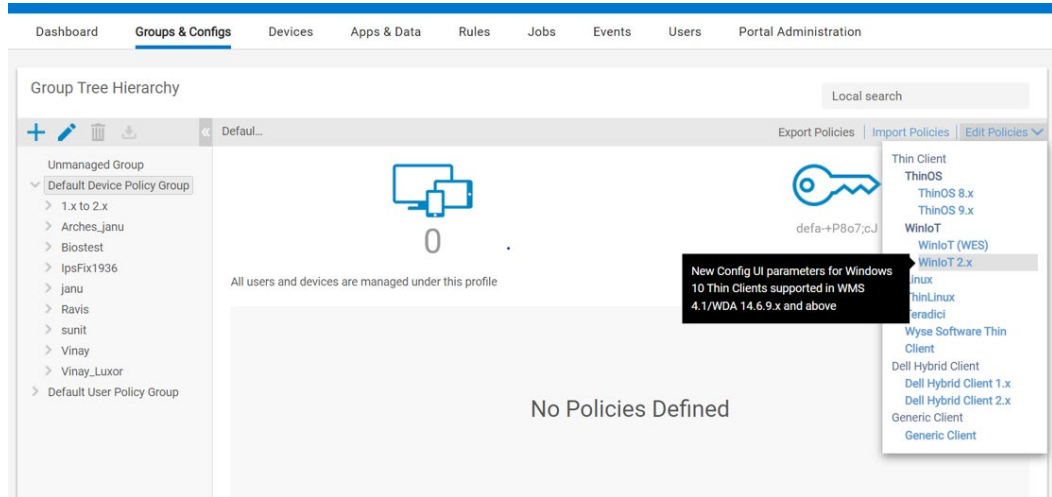 Dashboard Groups & Configs Devices Apps & Data Rules Jobs Events Users Portal Administration
Group Tree Hierarchy
Local search
Defaul...
Export Policies | Import Policies | Edit Policies
Unmanaged Group
Default Device Policy Group
1.x to 2.x
Arches_janu
Biostest
IpsFix1936
janu
Ravis
sunit
Vinay
Vinay_Luxor
Default User Policy Group
0
All users and devices are managed under this profile
defa-+P8o7;cJ
New Config UI parameters for Windows
10 Thin Clients supported in WMS
4.1/WDA 14.6.9.x and above
No Policies Defined
Thin Client
ThinOS
ThinOS 8.x
ThinOS 9.x
WinIoT
WinIoT (WES)
WinIoT 2.x
Linux
ThinLinux
Teradici
Wyse Software Thin
Client
Dell Hybrid Client
Dell Hybrid Client 1.x
Dell Hybrid Client 2.x
Generic Client
Generic Client